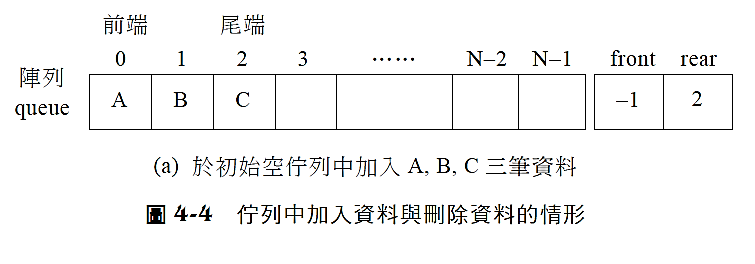 前端 尾端
0 1 2 3 …… N–2 N–1 front rear
陣列 queue A B C –1 2
(a) 於初始空佇列中加入 A, B, C 三筆資料
圖 4-4 佇列中加入資料與刪除資料的情形